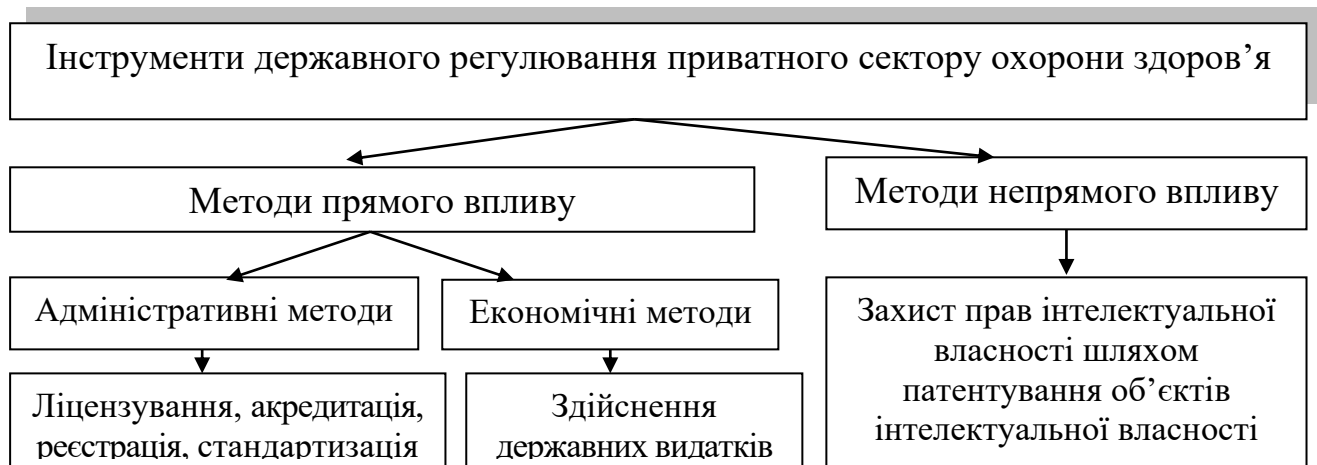 Інструменти державного регулювання приватного сектору охорони здоров’я
Методи прямого впливу
Методи непрямого впливу
Адміністративні методи
Економічні методи
Захист прав інтелектуальної
власності шляхом
патентування об’єктів
інтелектуальної власності
Ліцензування, акредитація,
реєстрація, стандартизація
Здійснення
державних видатків